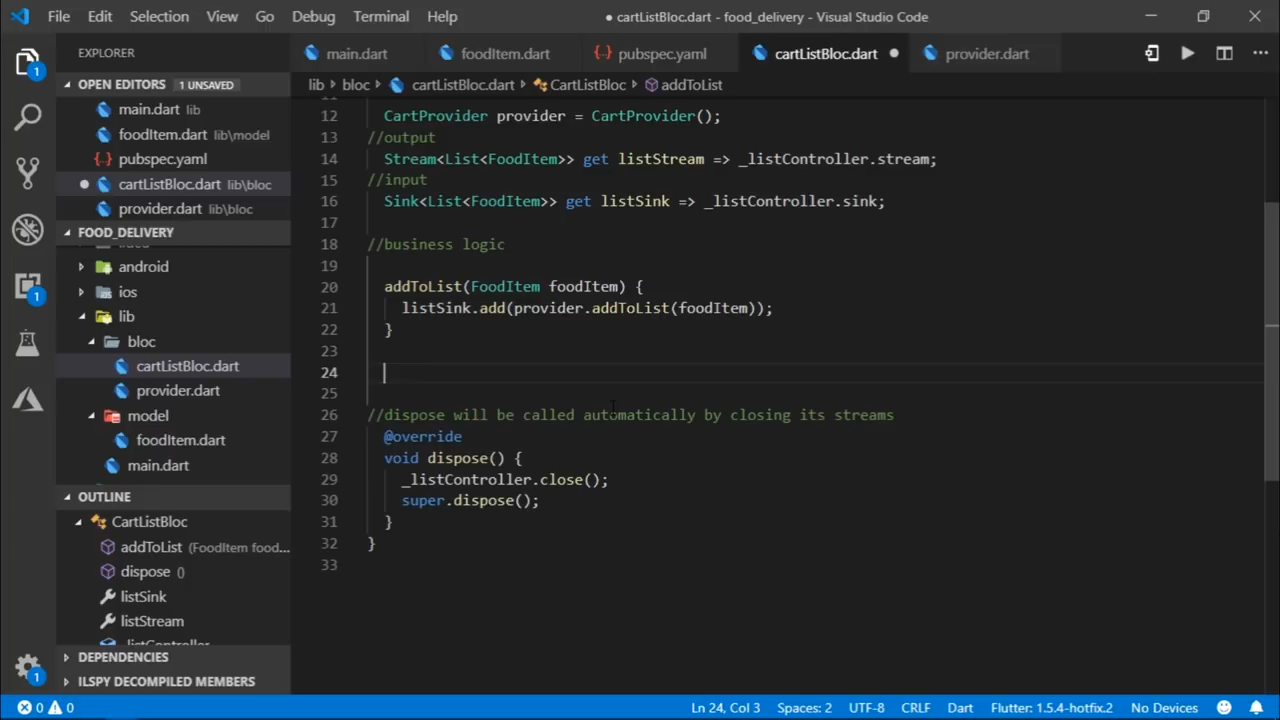 File Edit Selection View Go Debug Terminal Help
● cartListBloc.dart - food_delivery - Visual Studio Code
EXPLORER
OPEN EDITORS 1 UNSAVED
main.dart lib
foodItem.dart lib\model
{} pubspec.yaml
● cartListBloc.dart lib\bloc
provider.dart lib\bloc
FOOD_DELIVERY
android
ios
lib
bloc
cartListBloc.dart
provider.dart
model
foodItem.dart
main.dart
OUTLINE
CartListBloc
addToList (FoodItem food...
dispose ()
listSink
listStream
_listController
DEPENDENCIES
ILSPY DECOMPILED MEMBERS
1
1
1
main.dart foodItem.dart {} pubspec.yaml cartListBloc.dart ● provider.dart
lib › bloc › cartListBloc.dart › CartListBloc › addToList
11
12 CartProvider provider = CartProvider();
13 //output
14 Stream<List<FoodItem>> get listStream => _listController.stream;
15 //input
16 Sink<List<FoodItem>> get listSink => _listController.sink;
17
18 //business logic
19
20 addToList(FoodItem foodItem) {
21 listSink.add(provider.addToList(foodItem));
22 }
23
24
25
26 //dispose will be called automatically by closing its streams
27 @override
28 void dispose() {
29 _listController.close();
30 super.dispose();
31 }
32 }
33
0 0 Ln 24, Col 3 Spaces: 2 UTF-8 CRLF Dart Flutter: 1.5.4-hotfix.2 No Devices